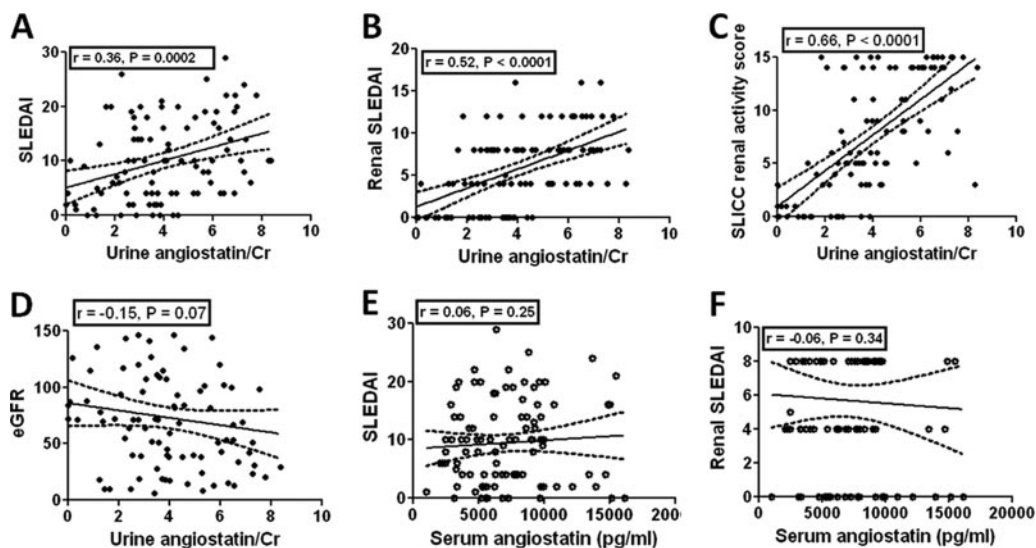 A
r = 0.36, P = 0.0002
SLEDAI
30
20
10
0
0 2 4 6 8 10
Urine angiostatin/Cr
B
r = 0.52, P < 0.0001
Renal SLEDAI
20
15
10
5
0
0 2 4 6 8 10
Urine angiostatin/Cr
C
r = 0.66, P < 0.0001
SLICC renal activity score
15
10
5
0
0 2 4 6 8 10
Urine angiostatin/Cr
D
r = -0.15, P = 0.07
eGFR
150
100
50
0
0 2 4 6 8 10
Urine angiostatin/Cr
E
r = 0.06, P = 0.25
SLEDAI
30
20
10
0
0 5000 10000 15000 2000
Serum angiostatin (pg/ml)
F
r = -0.06, P = 0.34
Renal SLEDAI
10
8
6
4
2
0
0 5000 10000 15000 20000
Serum angiostatin (pg/ml)